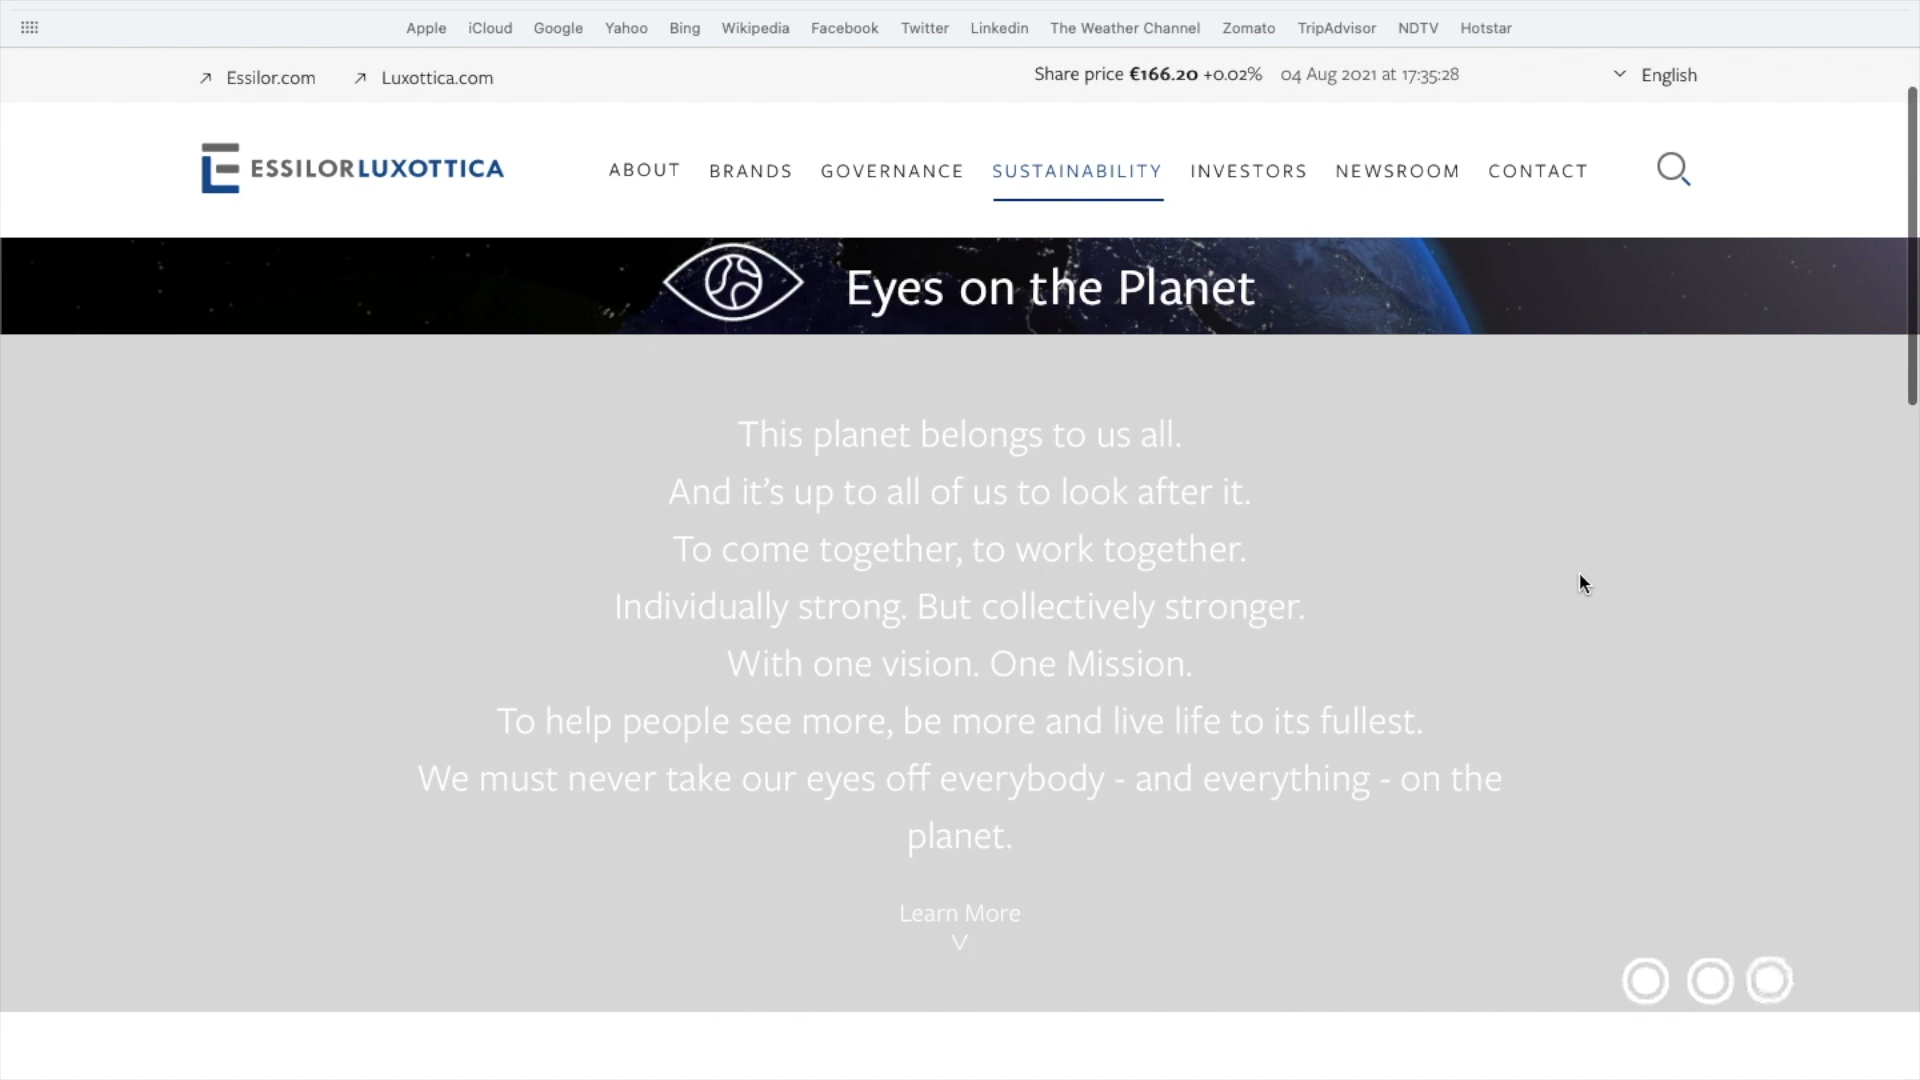 Apple iCloud Google Yahoo Bing Wikipedia Facebook Twitter Linkedin The Weather Channel Zomato TripAdvisor NDTV Hotstar
Essilor.com Luxottica.com Share price €166.20 +0.02% 04 Aug 2021 at 17:35:28 English
ESSILORLUXOTTICA ABOUT BRANDS GOVERNANCE SUSTAINABILITY INVESTORS NEWSROOM CONTACT
Eyes on the Planet
This planet belongs to us all.
And it’s up to all of us to look after it.
To come together, to work together.
Individually strong. But collectively stronger.
With one vision. One Mission.
To help people see more, be more and live life to its fullest.
We must never take our eyes off everybody - and everything - on the
planet.
Learn More